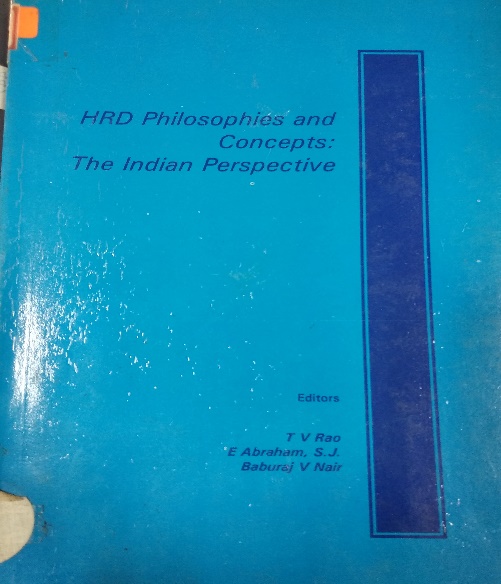 HRD Philosophies and
Concepts:
The Indian Perspective
Editors
T V Rao
E Abraham, S.J.
Baburaj V Nair